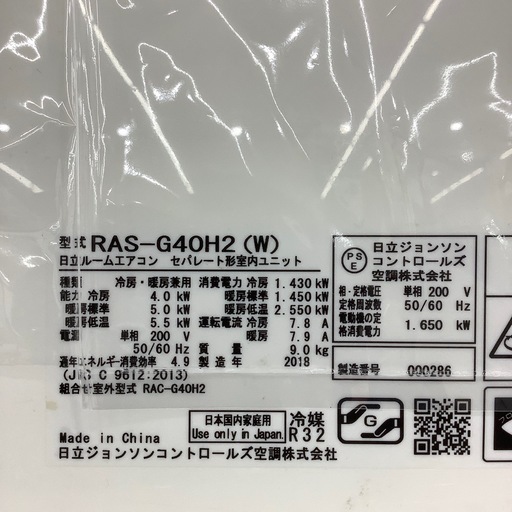 型式 RAS-G40H2 (W)
日立ルームエアコン セパレート形室内ユニット
種類 冷房・暖房兼用 消費電力 冷房 1.430 kW
能力 冷房 4.0 kW 暖房標準 1.450 kW
暖房標準 5.0 kW 暖房低温 2.550 kW
暖房低温 5.5 kW 運転電流 冷房 7.8 A
電源 単相 200 V 暖房 7.9 A
50/60 Hz 質量 9.0 kg
通年エネルギー消費効率 4.9 製造年 2018
(JIS C 9612:2013)
組合せ室外型式 RAC-G40H2
PS
E
日立ジョンソン
コントロールズ
空調株式会社
相・定格電圧 単相 200 V
定格周波数 50/60 Hz
電動機の定
格消費電力 1.650 kW
製造番号 000286
日本国内家庭用
Use only in Japan.
冷媒
R32
G
Made in China
日立ジョンソンコントロールズ空調株式会社